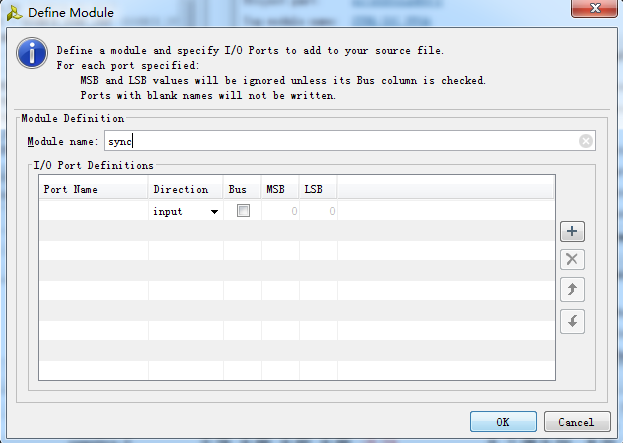 Define Module
Define a module and specify I/O Ports to add to your source file.
For each port specified:
MSB and LSB values will be ignored unless its Bus column is checked.
Ports with blank names will not be written.
Module Definition
Module name: sync
I/O Port Definitions
Port Name Direction Bus MSB LSB
input 0 0
OK Cancel